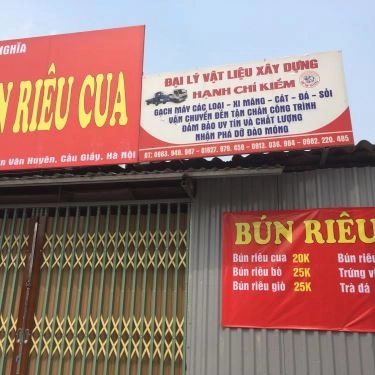 NGHĨA
N RIÊU CUA
n Văn Huyên, Cầu Giấy, Hà Nội
ĐẠI LÝ VẬT LIỆU XÂY DỰNG
HẠNH CHÍ KIỂM
GẠCH MÁY CÁC LOẠI - XI MĂNG - CÁT - ĐÁ - SỎI
VẬN CHUYỂN ĐẾN TẬN CHÂN CÔNG TRÌNH
ĐẢM BẢO UY TÍN VÀ CHẤT LƯỢNG
NHẬN PHÁ DỠ ĐÀO MÓNG
BÚN RIÊU
Bún riêu cua 20K
Bún riêu bò 25K
Bún riêu giò 25K
Bún riêu
Trứng v
Trà đá